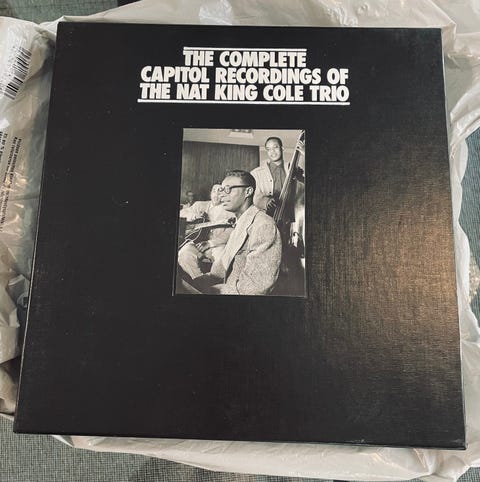 THE COMPLETE
CAPITOL RECORDINGS OF
THE NAT KING COLE TRIO